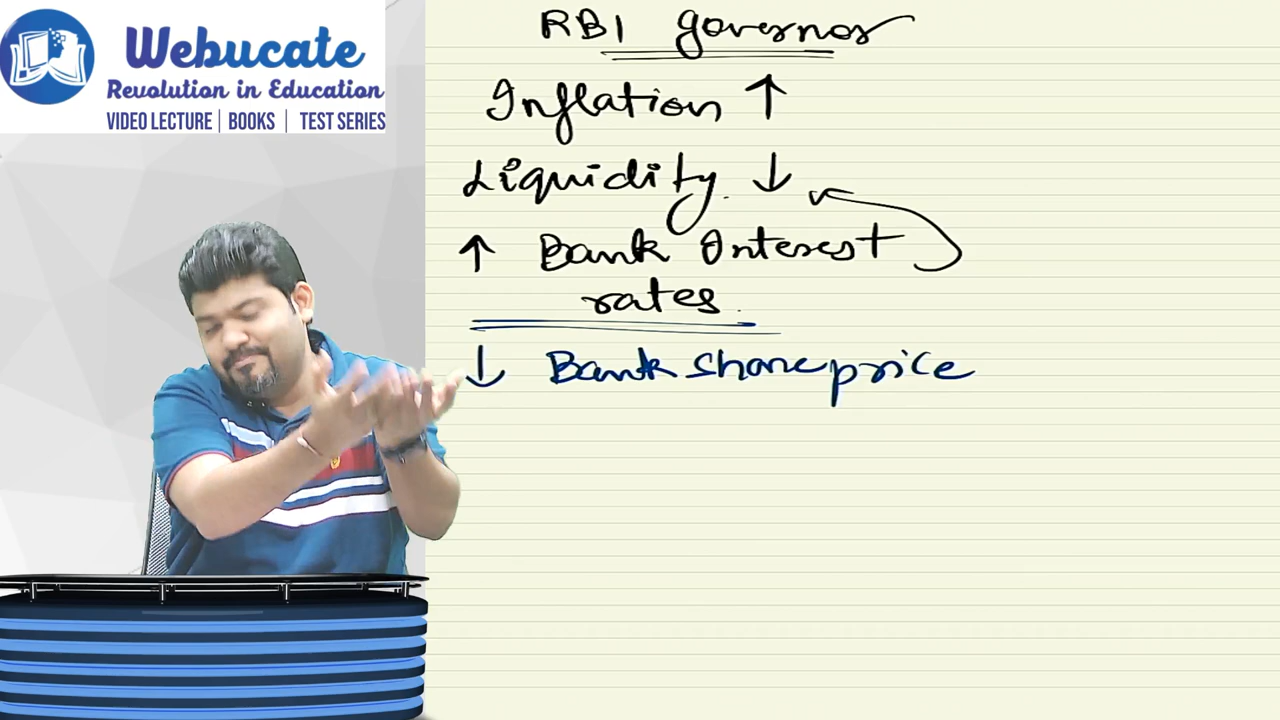 Webucate
Revolution in Education
VIDEO LECTURE | BOOKS | TEST SERIES
RBI governor
Inflation ↑
Liquidity ↓
↑ Bank Interest
rates
↓ Bank share price